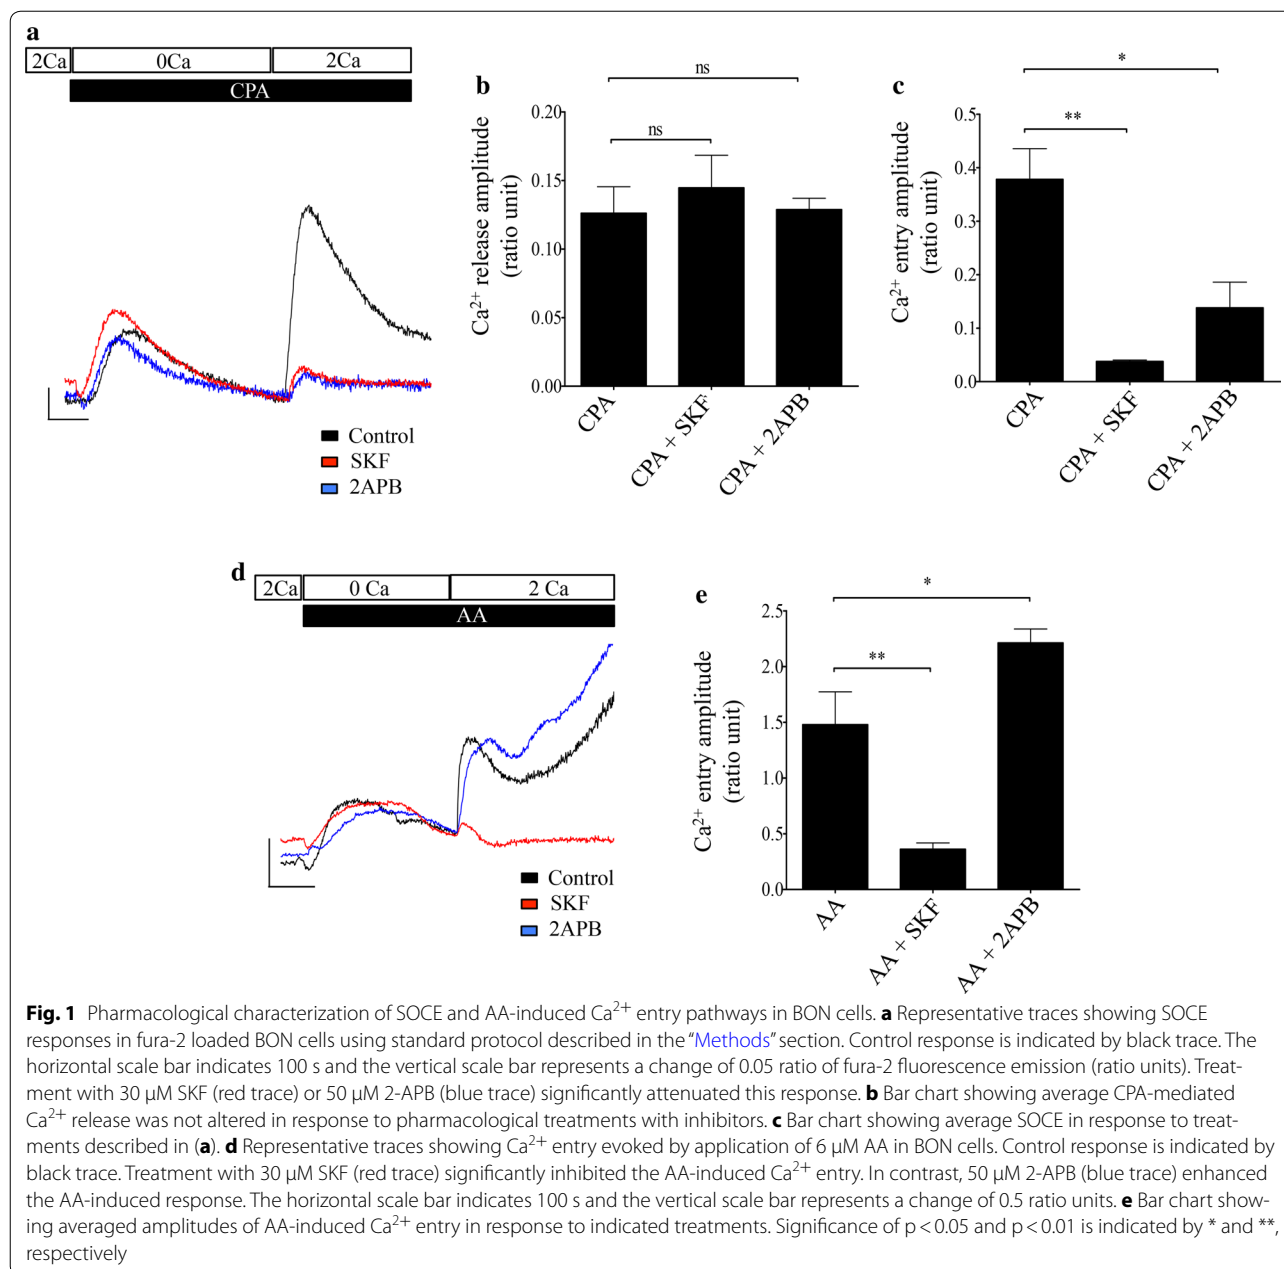 a
2Ca 0Ca 2Ca
CPA
Control
SKF
2APB
b
ns
ns
Ca²⁺ release amplitude
(ratio unit)
0.20
0.15
0.10
0.05
0.00
CPA
CPA + SKF
CPA + 2APB
c
*
**
Ca²⁺ entry amplitude
(ratio unit)
0.5
0.4
0.3
0.2
0.1
0.0
CPA
CPA + SKF
CPA + 2APB
d
2Ca 0 Ca 2 Ca
AA
Control
SKF
2APB
e
*
**
Ca²⁺ entry amplitude
(ratio unit)
2.5
2.0
1.5
1.0
0.5
0.0
AA
AA + SKF
AA + 2APB
Fig. 1 Pharmacological characterization of SOCE and AA-induced Ca²⁺ entry pathways in BON cells. a Representative traces showing SOCE
responses in fura-2 loaded BON cells using standard protocol described in the “Methods” section. Control response is indicated by black trace. The
horizontal scale bar indicates 100 s and the vertical scale bar represents a change of 0.05 ratio of fura-2 fluorescence emission (ratio units). Treat-
ment with 30 µM SKF (red trace) or 50 µM 2-APB (blue trace) significantly attenuated this response. b Bar chart showing average CPA-mediated
Ca²⁺ release was not altered in response to pharmacological treatments with inhibitors. c Bar chart showing average SOCE in response to treat-
ments described in (a). d Representative traces showing Ca²⁺ entry evoked by application of 6 µM AA in BON cells. Control response is indicated by
black trace. Treatment with 30 µM SKF (red trace) significantly inhibited the AA-induced Ca²⁺ entry. In contrast, 50 µM 2-APB (blue trace) enhanced
the AA-induced response. The horizontal scale bar indicates 100 s and the vertical scale bar represents a change of 0.5 ratio units. e Bar chart show-
ing averaged amplitudes of AA-induced Ca²⁺ entry in response to indicated treatments. Significance of p < 0.05 and p < 0.01 is indicated by * and **,
respectively